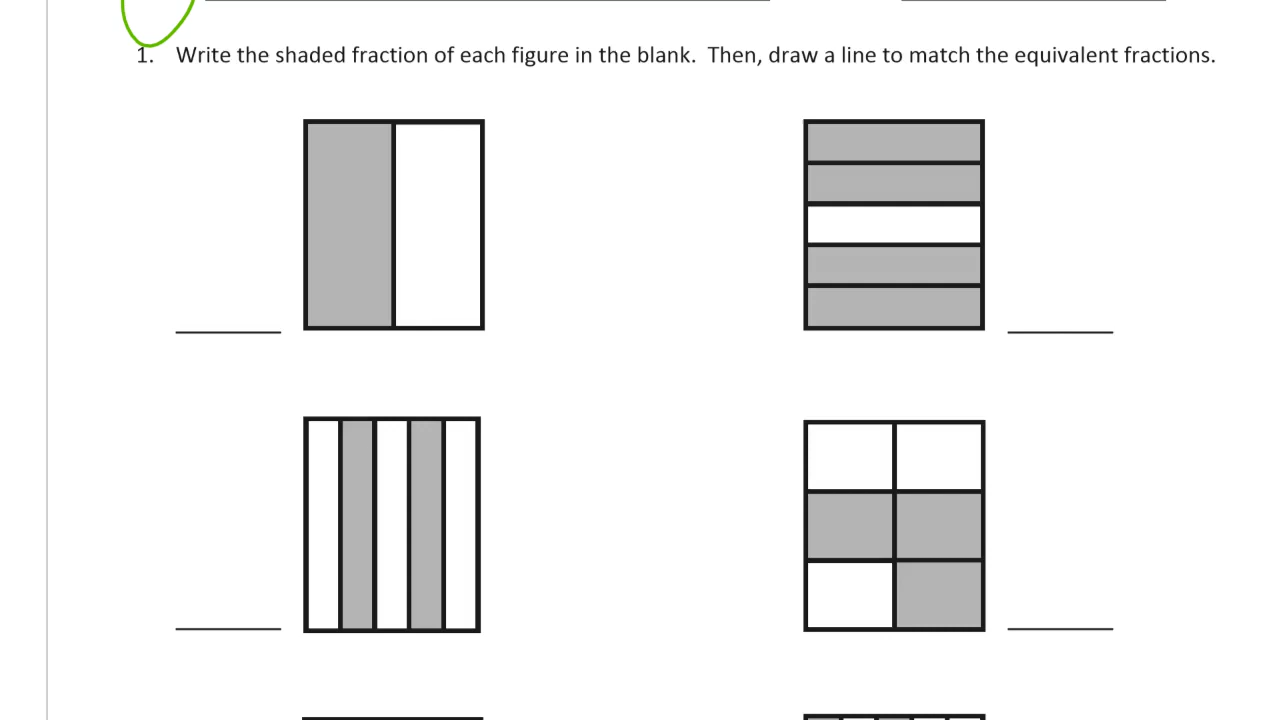 1. Write the shaded fraction of each figure in the blank. Then, draw a line to match the equivalent fractions.